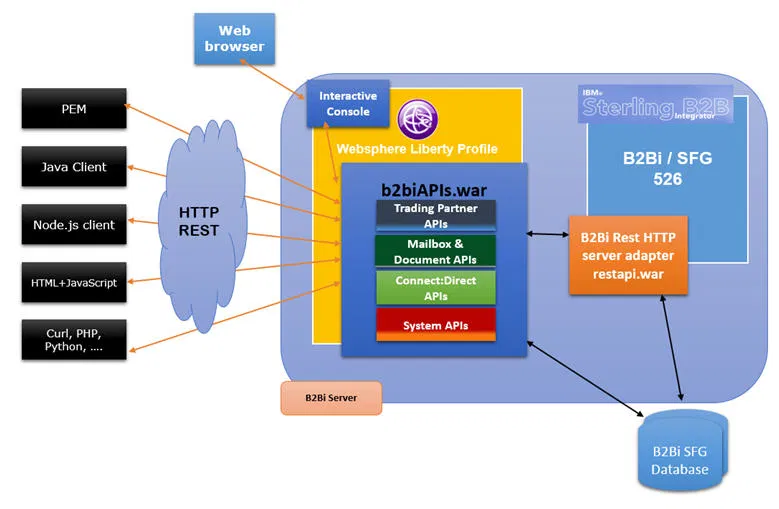 Web
browser
PEM
Java Client
Node.js client
HTML+JavaScript
Curl, PHP,
Python, ....
HTTP
REST
Interactive
Console
Websphere Liberty Profile
b2biAPIs.war
Trading Partner
APIs
Mailbox &
Document APIs
Connect:Direct
APIs
System APIs
IBM®
Sterling B2B
Integrator
B2Bi / SFG
526
B2Bi Rest HTTP
server adapter
restapi.war
B2Bi Server
B2Bi SFG
Database